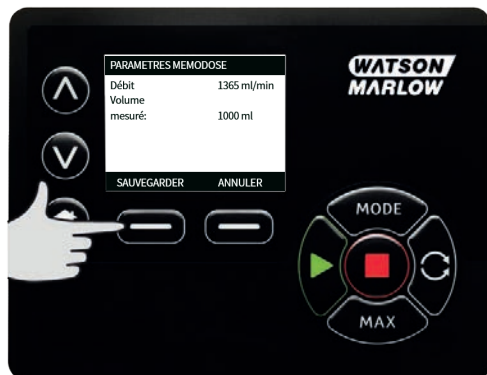 PARAMETRES MEMODOSE
Débit 1365 ml/min
Volume
mesuré: 1000 ml
SAUVEGARDER ANNULER
WATSON
MARLOW
MODE
MAX